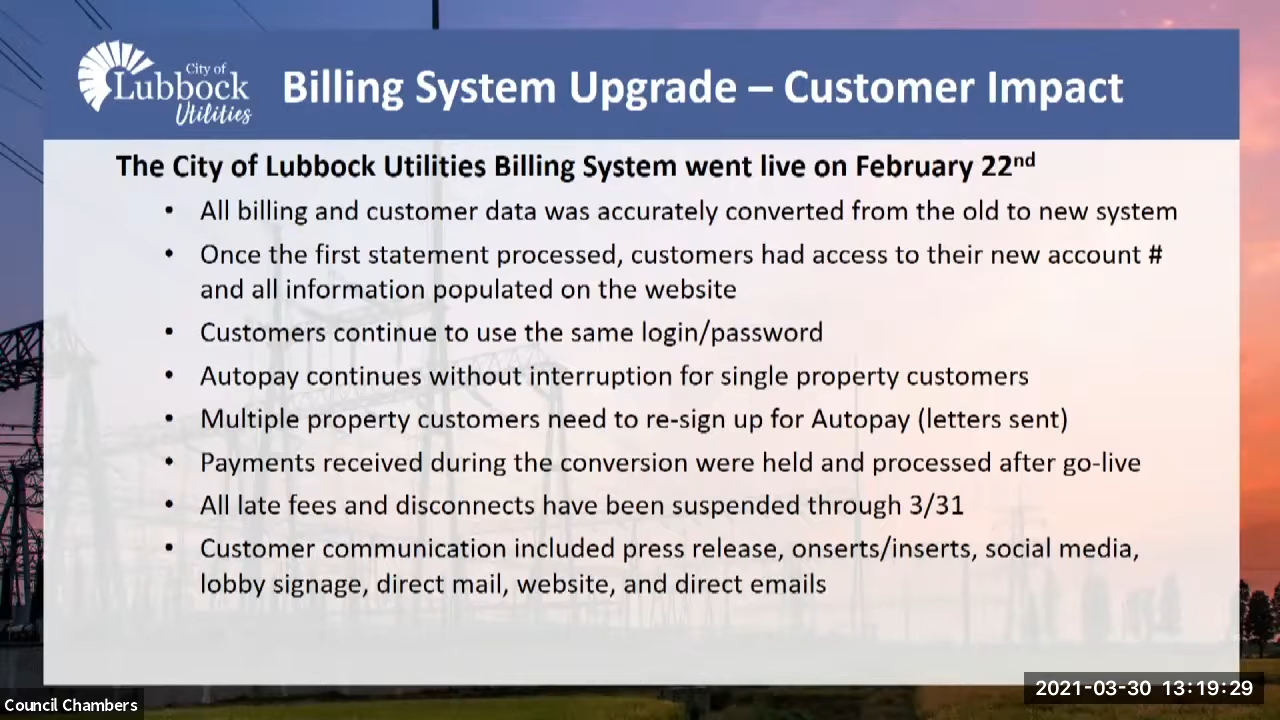 City of
Lubbock
Utilities
Billing System Upgrade – Customer Impact
The City of Lubbock Utilities Billing System went live on February 22nd
• All billing and customer data was accurately converted from the old to new system
• Once the first statement processed, customers had access to their new account #
and all information populated on the website
• Customers continue to use the same login/password
• Autopay continues without interruption for single property customers
• Multiple property customers need to re-sign up for Autopay (letters sent)
• Payments received during the conversion were held and processed after go-live
• All late fees and disconnects have been suspended through 3/31
• Customer communication included press release, onserts/inserts, social media,
lobby signage, direct mail, website, and direct emails
2021-03-30 13:19:29
Council Chambers